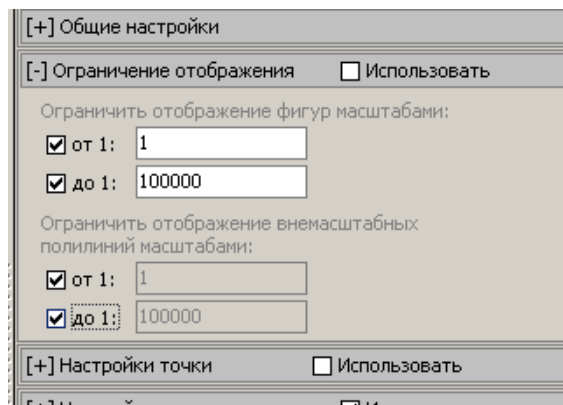 [+] Общие настройки
[-] Ограничение отображения Использовать
Ограничить отображение фигур масштабами:
от 1: 1
до 1: 100000
Ограничить отображение внемасштабных
полилиний масштабами:
от 1: 1
до 1: 100000
[+] Настройки точки Использовать